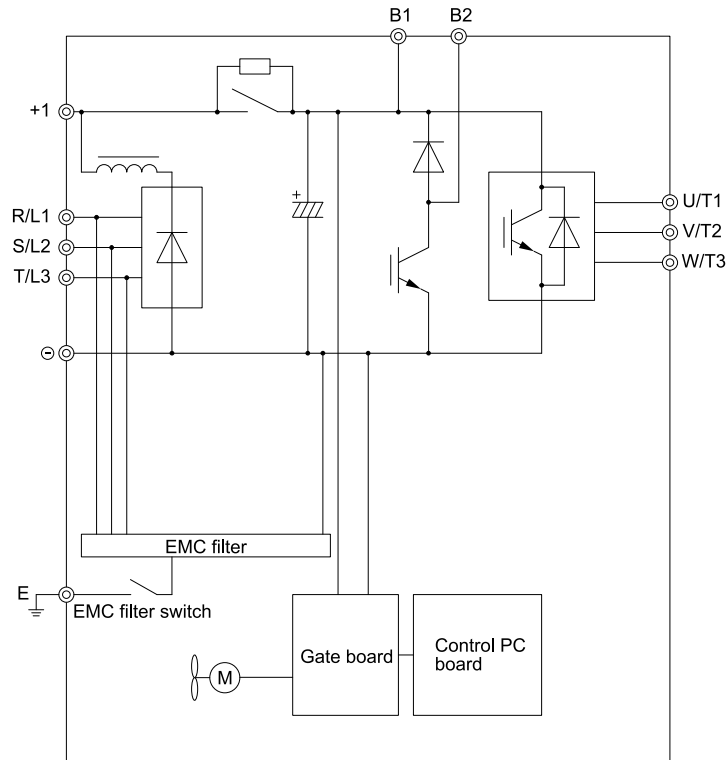 B1
B2
+1
R/L1
S/L2
T/L3
⊖
+
U/T1
V/T2
W/T3
EMC filter
E
EMC filter switch
M
Gate board
Control PC
board